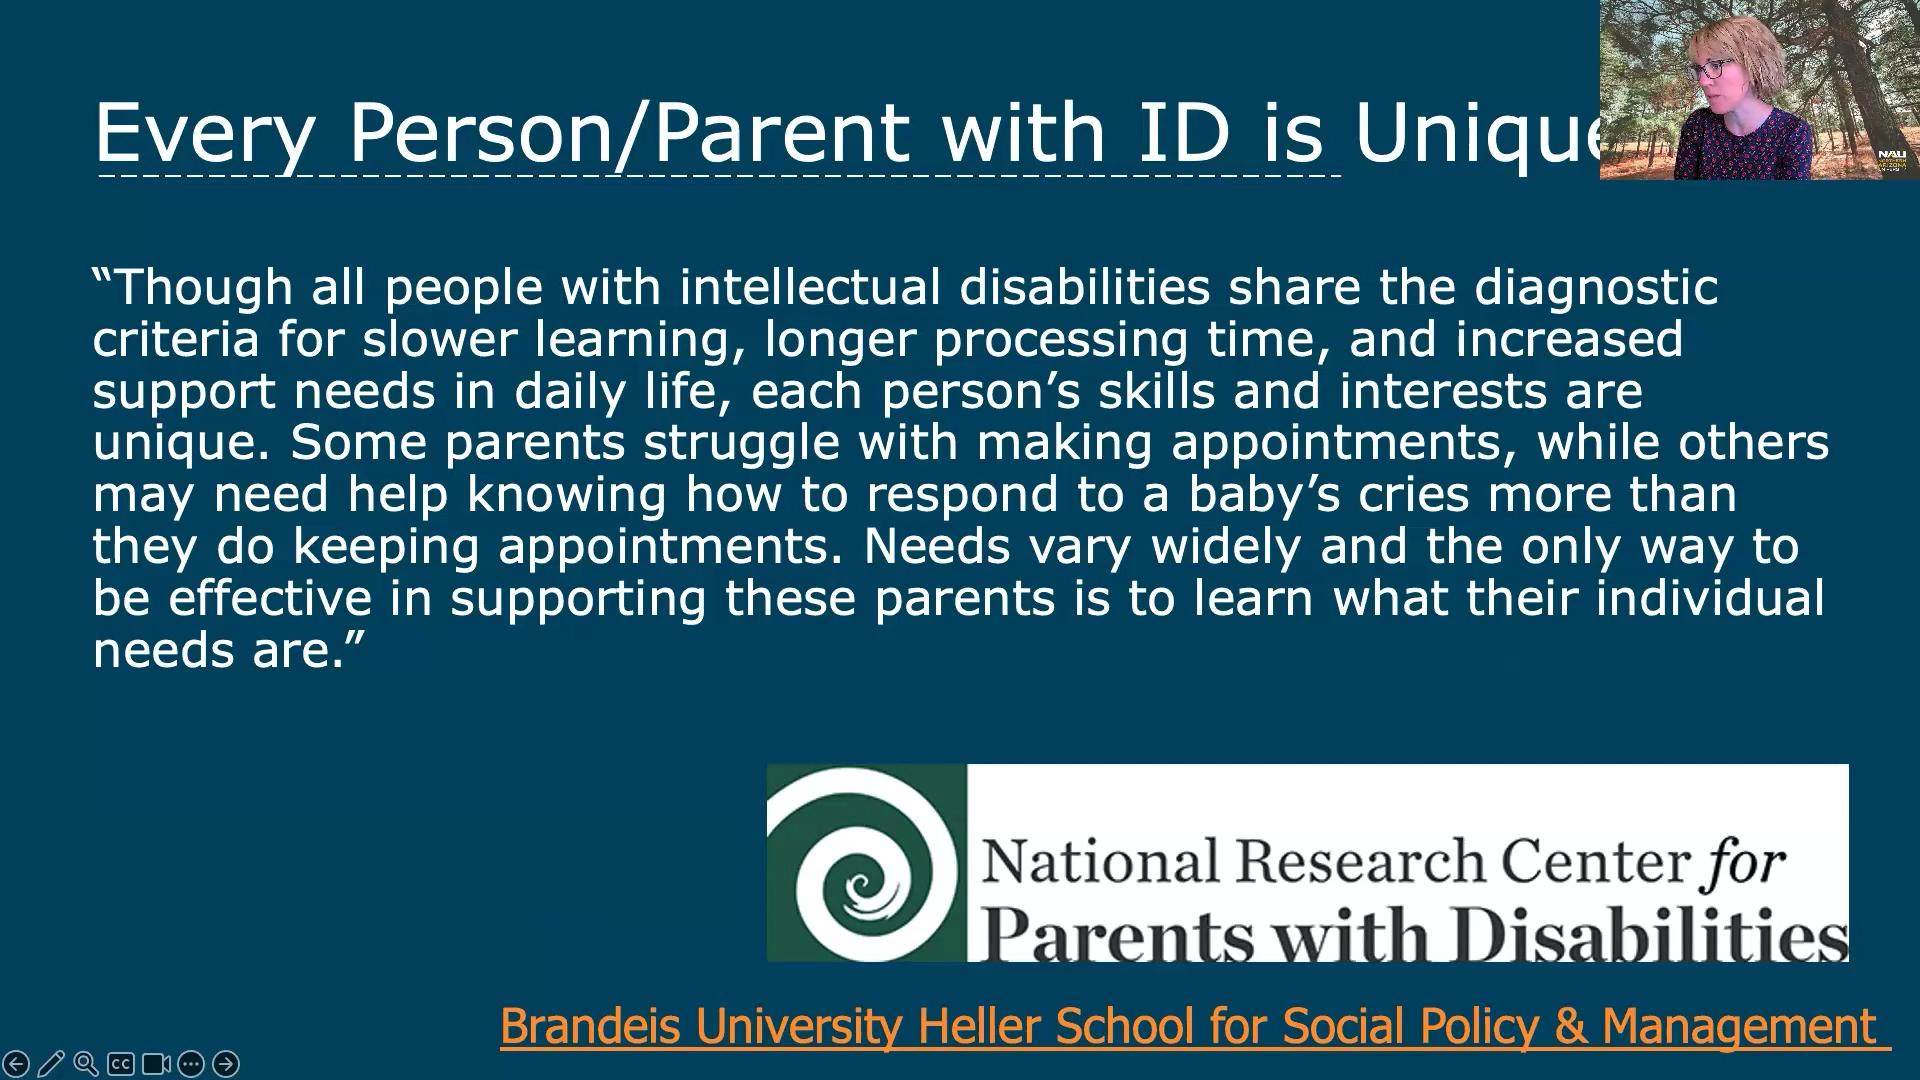 Every Person/Parent with ID is Unique
“Though all people with intellectual disabilities share the diagnostic
criteria for slower learning, longer processing time, and increased
support needs in daily life, each person’s skills and interests are
unique. Some parents struggle with making appointments, while others
may need help knowing how to respond to a baby’s cries more than
they do keeping appointments. Needs vary widely and the only way to
be effective in supporting these parents is to learn what their individual
needs are.”
National Research Center for
Parents with Disabilities
Brandeis University Heller School for Social Policy & Management
NAU
NORTHERN
ARIZONA
CC